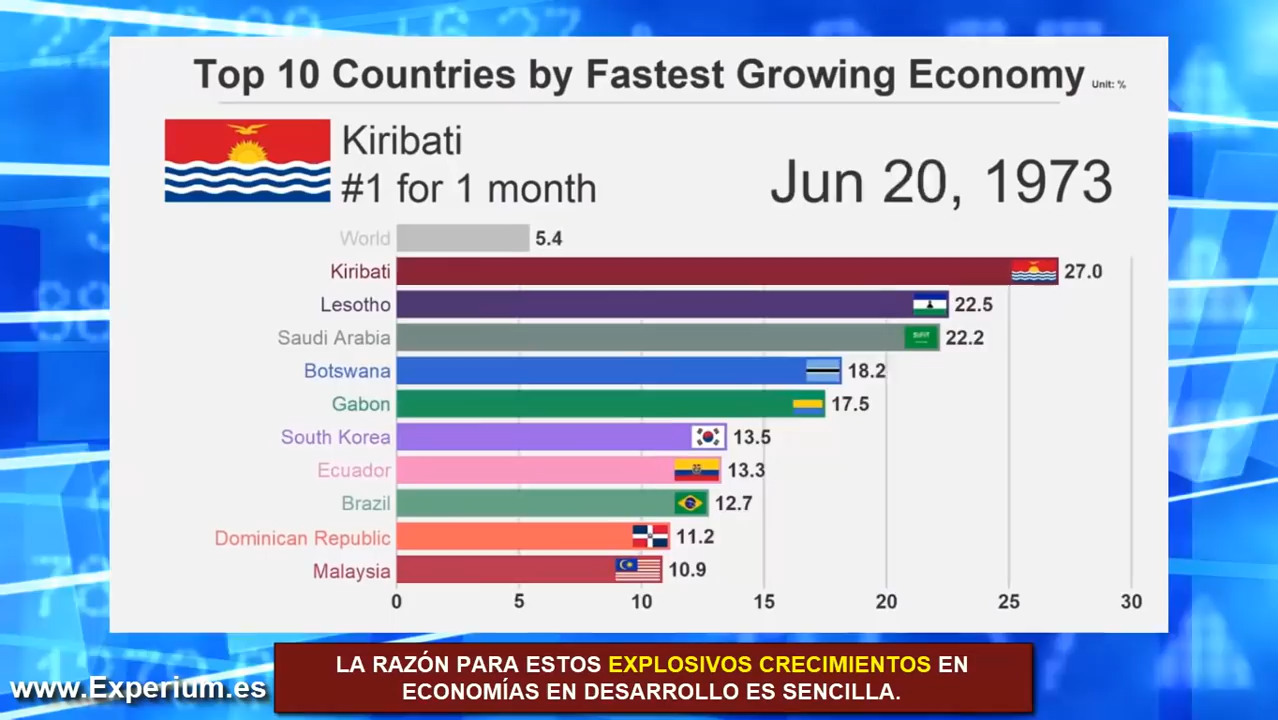 Top 10 Countries by Fastest Growing Economy Unit: %
Kiribati
#1 for 1 month
Jun 20, 1973
World 5.4
Kiribati 27.0
Lesotho 22.5
Saudi Arabia 22.2
Botswana 18.2
Gabon 17.5
South Korea 13.5
Ecuador 13.3
Brazil 12.7
Dominican Republic 11.2
Malaysia 10.9
0 5 10 15 20 25 30
LA RAZÓN PARA ESTOS EXPLOSIVOS CRECIMIENTOS EN
ECONOMÍAS EN DESARROLLO ES SENCILLA.
www.Experium.es